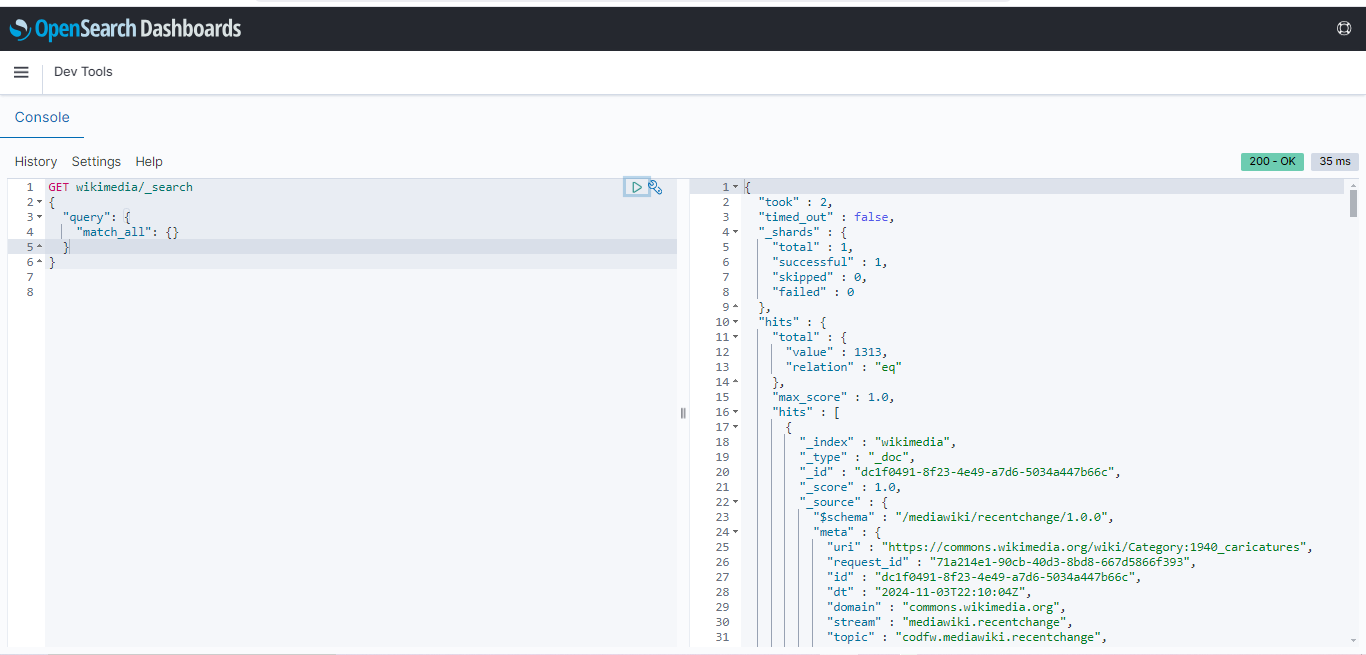 OpenSearch Dashboards
Dev Tools
Console
History Settings Help
200 - OK 35 ms
1 GET wikimedia/_search
2 {
3 "query": {
4 "match_all": {}
5 }
6 }
7
8
1 {
2 "took" : 2,
3 "timed_out" : false,
4 "_shards" : {
5 "total" : 1,
6 "successful" : 1,
7 "skipped" : 0,
8 "failed" : 0
9 },
10 "hits" : {
11 "total" : {
12 "value" : 1313,
13 "relation" : "eq"
14 },
15 "max_score" : 1.0,
16 "hits" : [
17 {
18 "_index" : "wikimedia",
19 "_type" : "_doc",
20 "_id" : "dc1f0491-8f23-4e49-a7d6-5034a447b66c",
21 "_score" : 1.0,
22 "_source" : {
23 "$schema" : "/mediawiki/recentchange/1.0.0",
24 "meta" : {
25 "uri" : "https://commons.wikimedia.org/wiki/Category:1940_caricatures",
26 "request_id" : "71a214e1-90cb-40d3-8bd8-667d5866f393",
27 "id" : "dc1f0491-8f23-4e49-a7d6-5034a447b66c",
28 "dt" : "2024-11-03T22:10:04Z",
29 "domain" : "commons.wikimedia.org",
30 "stream" : "mediawiki.recentchange",
31 "topic" : "codfw.mediawiki.recentchange",